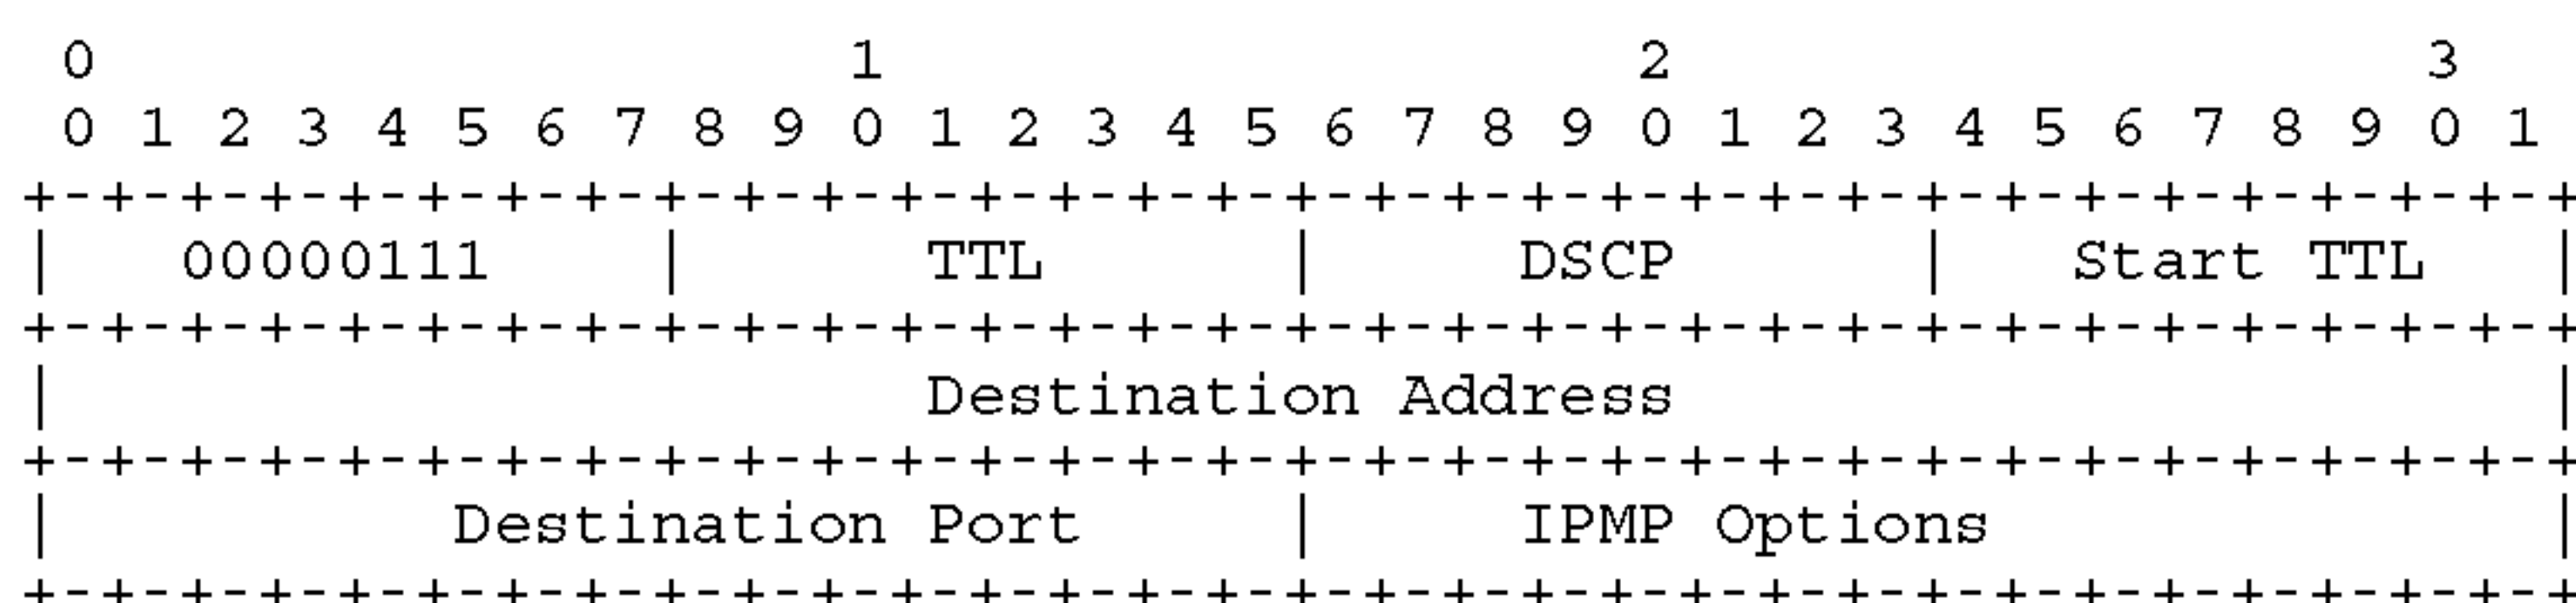 0                   1                   2                   3
 0 1 2 3 4 5 6 7 8 9 0 1 2 3 4 5 6 7 8 9 0 1 2 3 4 5 6 7 8 9 0 1
+-+-+-+-+-+-+-+-+-+-+-+-+-+-+-+-+-+-+-+-+-+-+-+-+-+-+-+-+-+-+-+-+
|   00000111    |      TTL      |     DSCP      |   Start TTL   |
+-+-+-+-+-+-+-+-+-+-+-+-+-+-+-+-+-+-+-+-+-+-+-+-+-+-+-+-+-+-+-+-+
|                      Destination Address                      |
+-+-+-+-+-+-+-+-+-+-+-+-+-+-+-+-+-+-+-+-+-+-+-+-+-+-+-+-+-+-+-+-+
|          Destination Port     |     IPMP Options              |
+-+-+-+-+-+-+-+-+-+-+-+-+-+-+-+-+-+-+-+-+-+-+-+-+-+-+-+-+-+-+-+-+